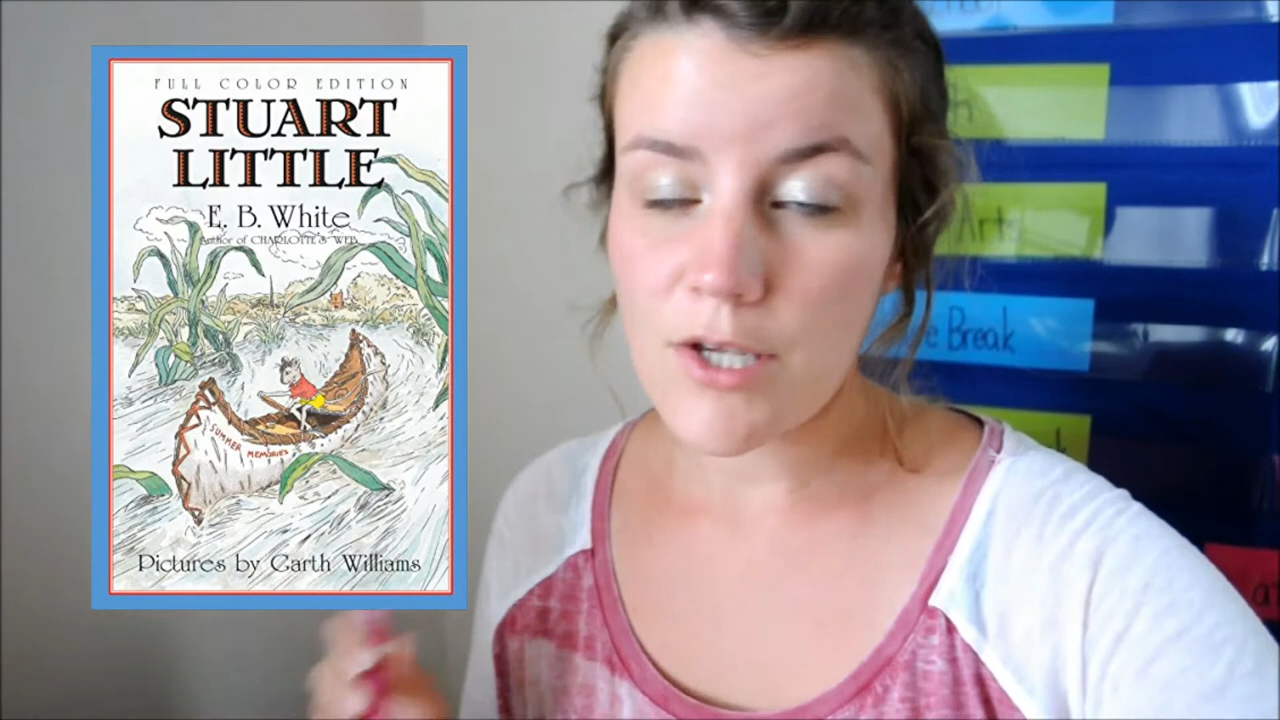 FULL COLOR EDITION
STUART
LITTLE
E. B. White
Author of CHARLOTTE'S WEB
SUMMER MEMORIES
Pictures by Garth Williams
Art
Break